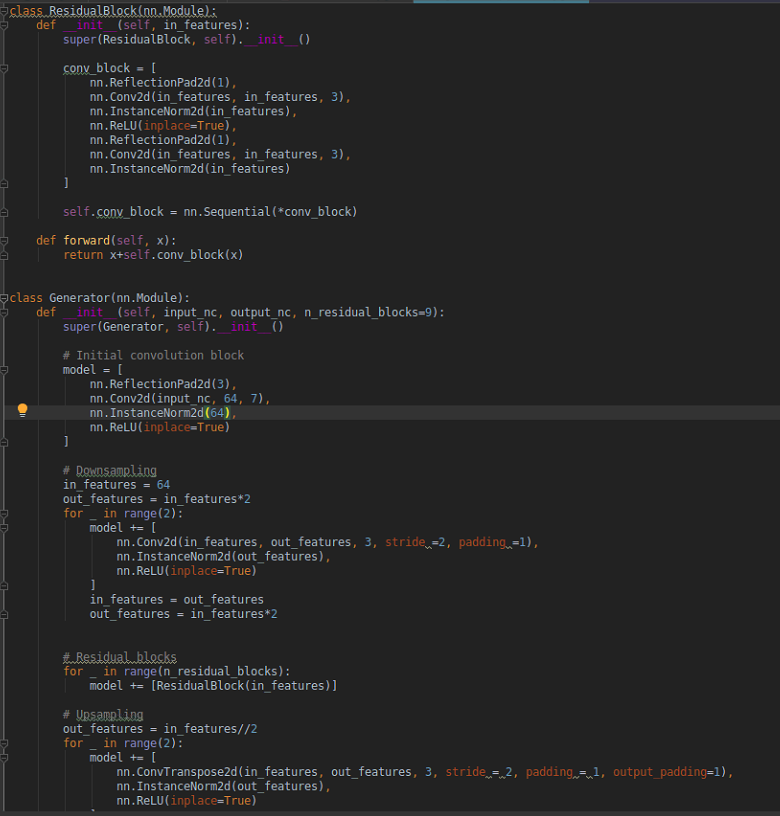 class ResidualBlock(nn.Module):
    def __init__(self, in_features):
        super(ResidualBlock, self).__init__()

        conv_block = [
            nn.ReflectionPad2d(1),
            nn.Conv2d(in_features, in_features, 3),
            nn.InstanceNorm2d(in_features),
            nn.ReLU(inplace=True),
            nn.ReflectionPad2d(1),
            nn.Conv2d(in_features, in_features, 3),
            nn.InstanceNorm2d(in_features)
        ]

        self.conv_block = nn.Sequential(*conv_block)

    def forward(self, x):
        return x+self.conv_block(x)


class Generator(nn.Module):
    def __init__(self, input_nc, output_nc, n_residual_blocks=9):
        super(Generator, self).__init__()

        # Initial convolution block
        model = [
            nn.ReflectionPad2d(3),
            nn.Conv2d(input_nc, 64, 7),
            nn.InstanceNorm2d(64),
            nn.ReLU(inplace=True)
        ]

        # Downsampling
        in_features = 64
        out_features = in_features*2
        for _ in range(2):
            model += [
                nn.Conv2d(in_features, out_features, 3, stride =2, padding =1),
                nn.InstanceNorm2d(out_features),
                nn.ReLU(inplace=True)
            ]
            in_features = out_features
            out_features = in_features*2


        # Residual blocks
        for _ in range(n_residual_blocks):
            model += [ResidualBlock(in_features)]

        # Upsampling
        out_features = in_features//2
        for _ in range(2):
            model += [
                nn.ConvTranspose2d(in_features, out_features, 3, stride = 2, padding = 1, output_padding=1),
                nn.InstanceNorm2d(out_features),
                nn.ReLU(inplace=True)